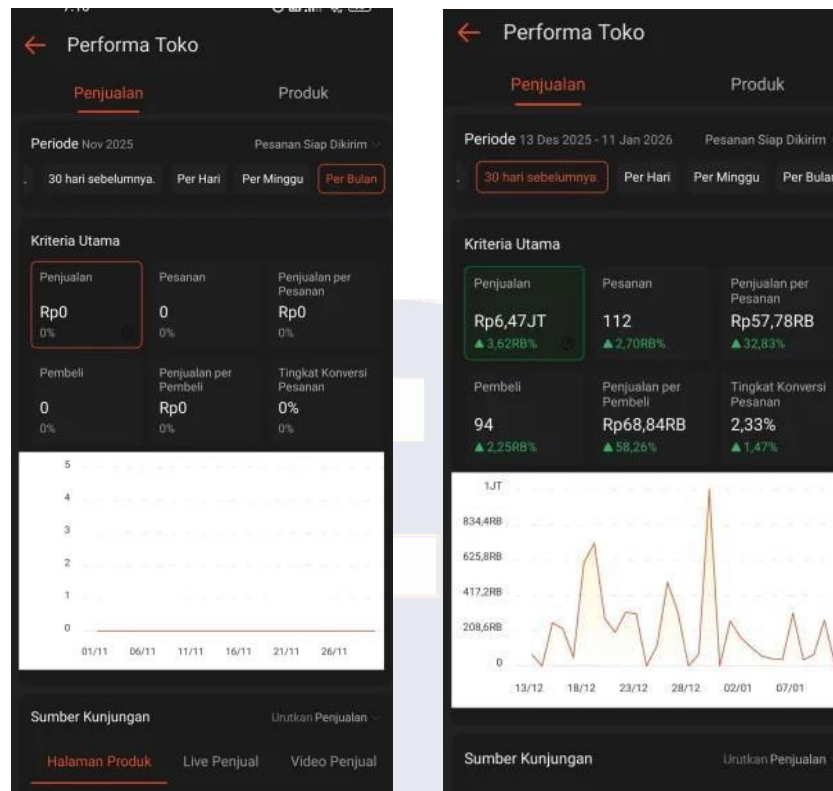 Performa Toko
Penjualan Produk
Periode Nov 2025 Pesanan Siap Dikirim
30 hari sebelumnya. Per Hari Per Minggu Per Bulan
Kriteria Utama
Penjualan Pesanan Penjualan per
Pesanan
Rp0 0 Rp0
0% 0% 0%
Pembeli Penjualan per Tingkat Konversi
Pembeli Pesanan
0 Rp0 0%
0% 0% 0%
5
4
3
2
1
0
01/11 06/11 11/11 16/11 21/11 26/11
Sumber Kunjungan Urutkan Penjualan
Halaman Produk Live Penjual Video Penjual
Performa Toko
Penjualan Produk
Periode 13 Des 2025 - 11 Jan 2026 Pesanan Siap Dikirim
30 hari sebelumnya. Per Hari Per Minggu Per Bula
Kriteria Utama
Penjualan Pesanan Penjualan per
Pesanan
Rp6,47JT 112 Rp57,78RB
▲3,62RB% ▲2,70RB% ▲32,83%
Pembeli Penjualan per Tingkat Konversi
Pembeli Pesanan
94 Rp68,84RB 2,33%
▲2,25RB% ▲58,26% ▲1,47%
1JT
834,4RB
625,8RB
417,2RB
208,6RB
0
13/12 18/12 23/12 28/12 02/01 07/01
Sumber Kunjungan Urutkan Penjualan